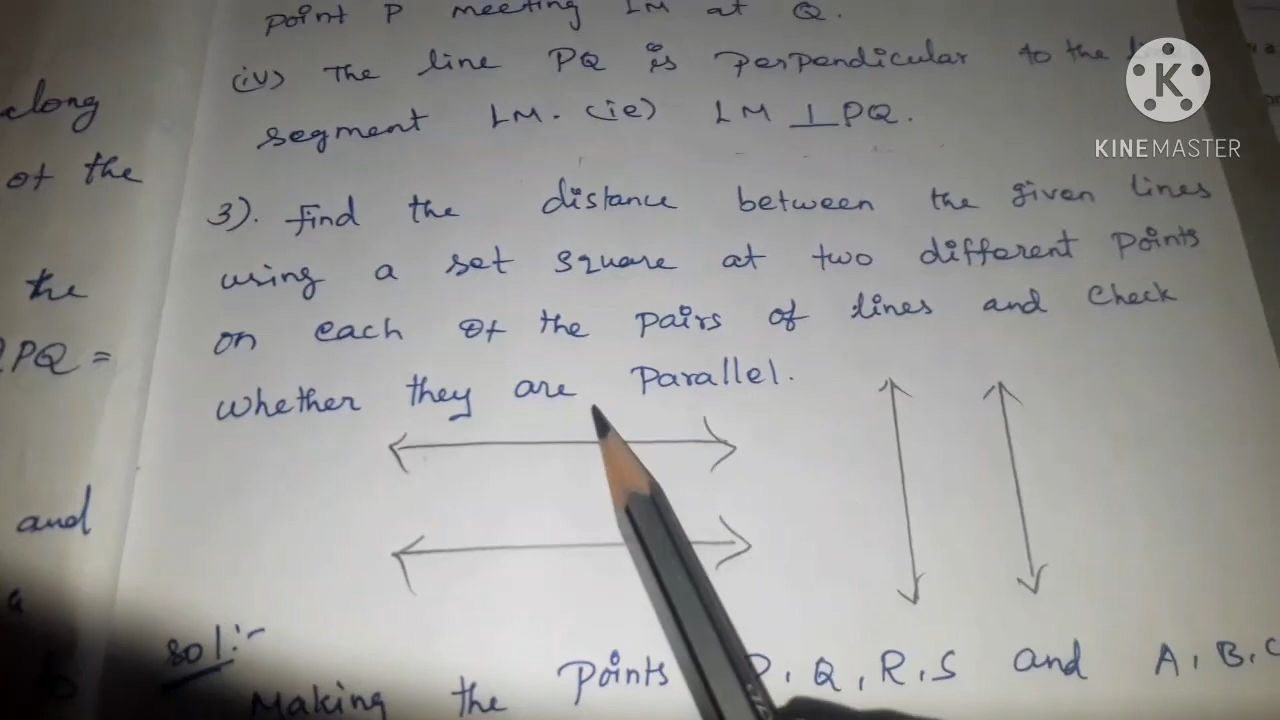 point P meeting LM at Q.
(iv) The line PQ is perpendicular to the
segment LM. (ie) LM ⊥ PQ.
3). Find the distance between the given lines
using a set square at two different points
on each of the pairs of lines and check
whether they are parallel.
sol:-
Making the points P, Q, R, S and A, B, C
along
of the
the
PQ =
and
a
K
KINEMASTER